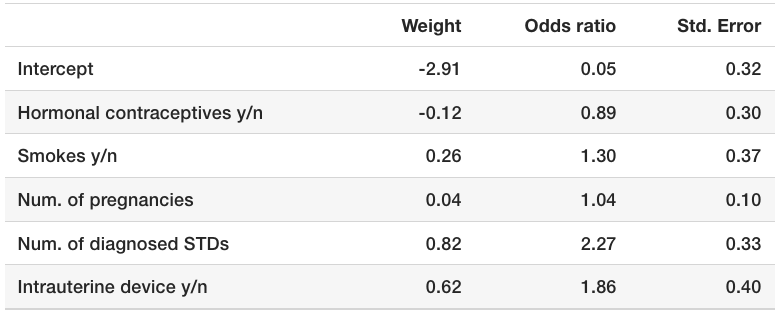 Weight Odds ratio Std. Error
Intercept -2.91 0.05 0.32
Hormonal contraceptives y/n -0.12 0.89 0.30
Smokes y/n 0.26 1.30 0.37
Num. of pregnancies 0.04 1.04 0.10
Num. of diagnosed STDs 0.82 2.27 0.33
Intrauterine device y/n 0.62 1.86 0.40